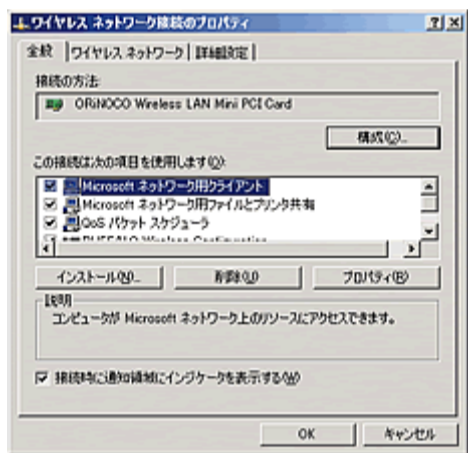 ワイヤレス ネットワーク接続のプロパティ
全般
ワイヤレス ネットワーク
詳細設定
接続の方法:
ORiNOCO Wireless LAN Mini PCI Card
構成(C)...
この接続は次の項目を使用します(O):
Microsoft ネットワーク用クライアント
Microsoft ネットワーク用ファイルとプリンタ共有
QoS パケット スケジューラ
BUFFALO Wireless Configuration
インストール(N)...
削除(U)
プロパティ(R)
説明
コンピュータが Microsoft ネットワーク上のリソースにアクセスできます。
接続時に通知領域にインジケータを表示する(W)
OK
キャンセル